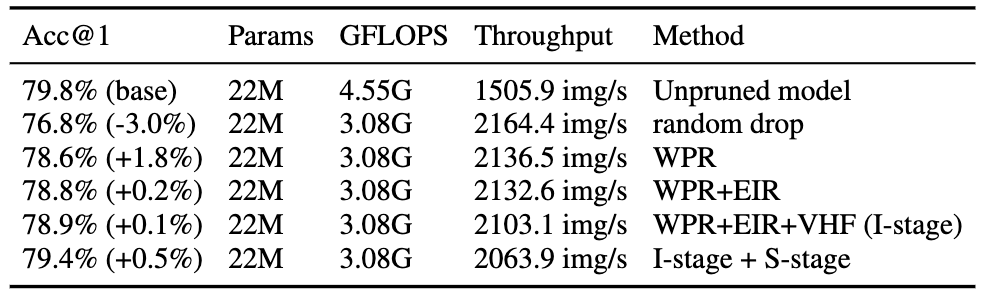 Acc@1 Params GFLOPS Throughput Method
79.8% (base) 22M 4.55G 1505.9 img/s Unpruned model
76.8% (-3.0%) 22M 3.08G 2164.4 img/s random drop
78.6% (+1.8%) 22M 3.08G 2136.5 img/s WPR
78.8% (+0.2%) 22M 3.08G 2132.6 img/s WPR+EIR
78.9% (+0.1%) 22M 3.08G 2103.1 img/s WPR+EIR+VHF (I-stage)
79.4% (+0.5%) 22M 3.08G 2063.9 img/s I-stage + S-stage